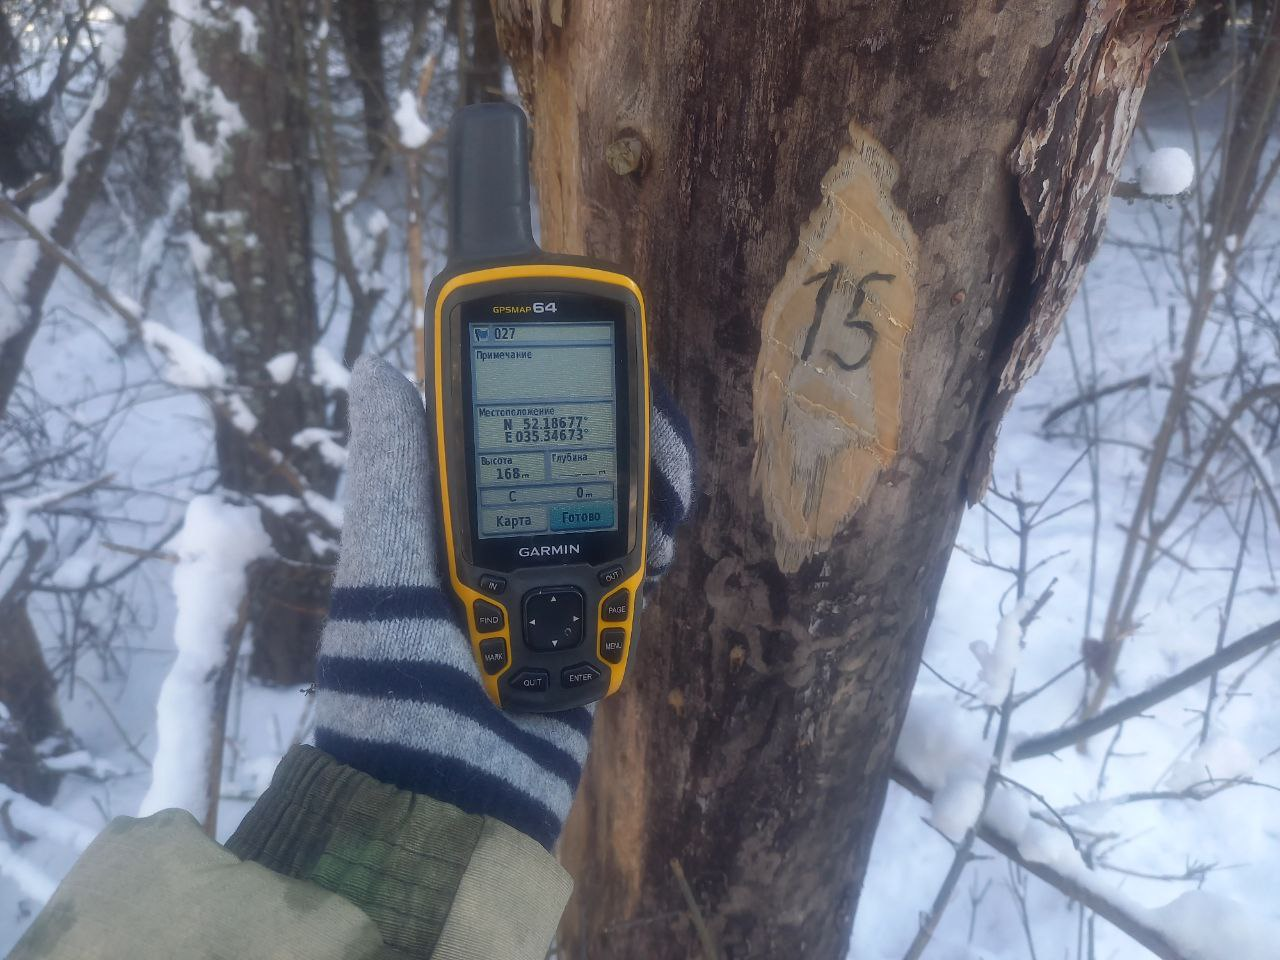 GPSMAP 64
027
Примечание
Местоположение
N 52.18677°
E 035.34673°
Высота Глубина
168m ___m
С 0m
Карта Готово
GARMIN
IN OUT
FIND PAGE
MARK MENU
QUIT ENTER
15